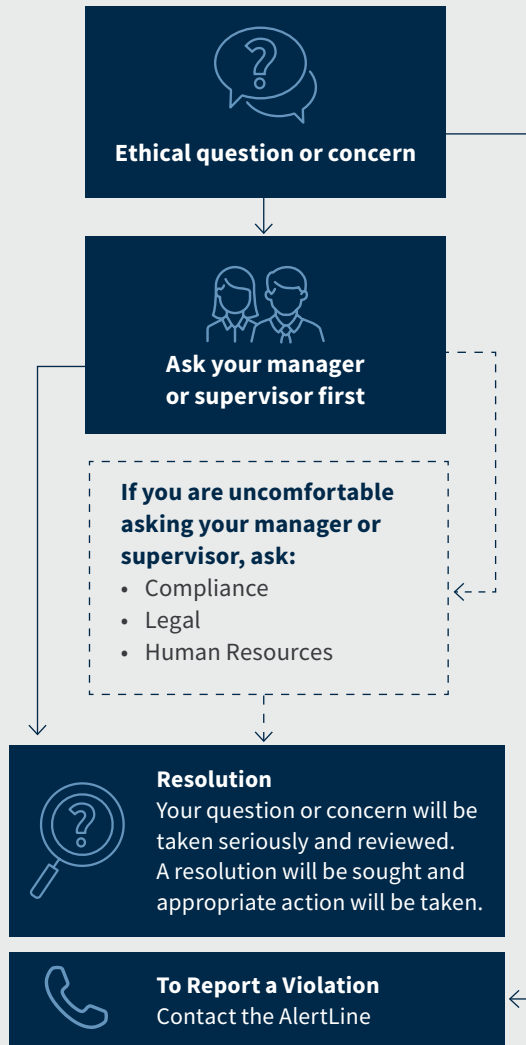 ?
Ethical question or concern
Ask your manager
or supervisor first
If you are uncomfortable
asking your manager or
supervisor, ask:
• Compliance
• Legal
• Human Resources
?
Resolution
Your question or concern will be
taken seriously and reviewed.
A resolution will be sought and
appropriate action will be taken.
To Report a Violation
Contact the AlertLine